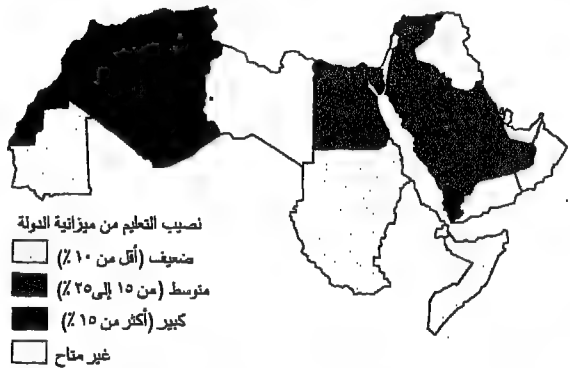 نصيب التعليم من ميزانية الدولة
ضعيف (أقل من ١٠ ٪)
متوسط (من ١٥ إلى ٢٥ ٪)
كبير (أكثر من ١٥ ٪)
غير متاح